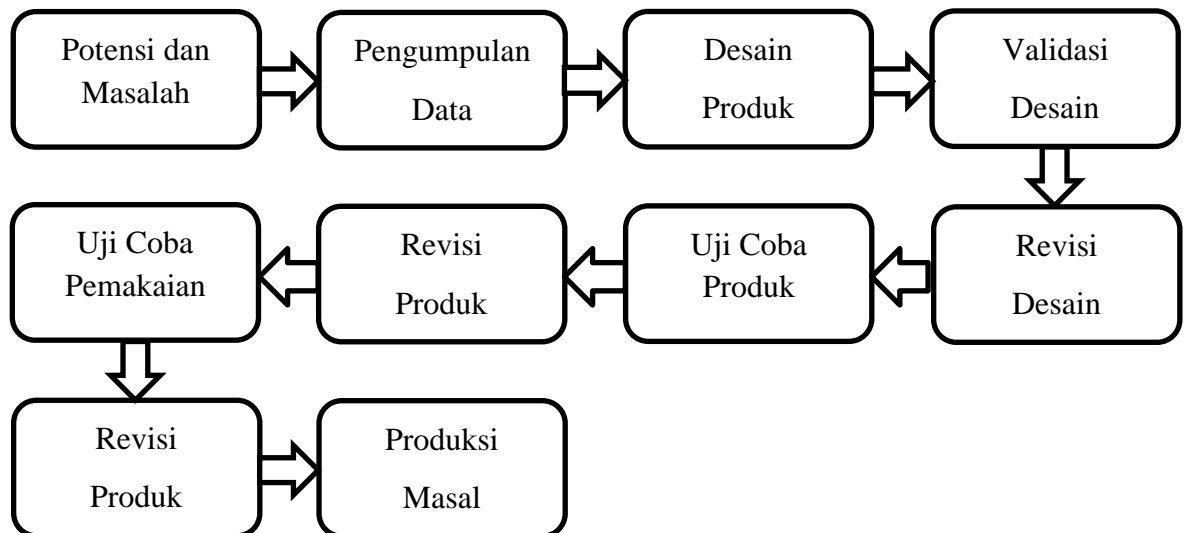 Potensi dan
Masalah
Pengumpulan
Data
Desain
Produk
Validasi
Desain
Revisi
Desain
Uji Coba
Produk
Revisi
Produk
Uji Coba
Pemakaian
Revisi
Produk
Produksi
Masal